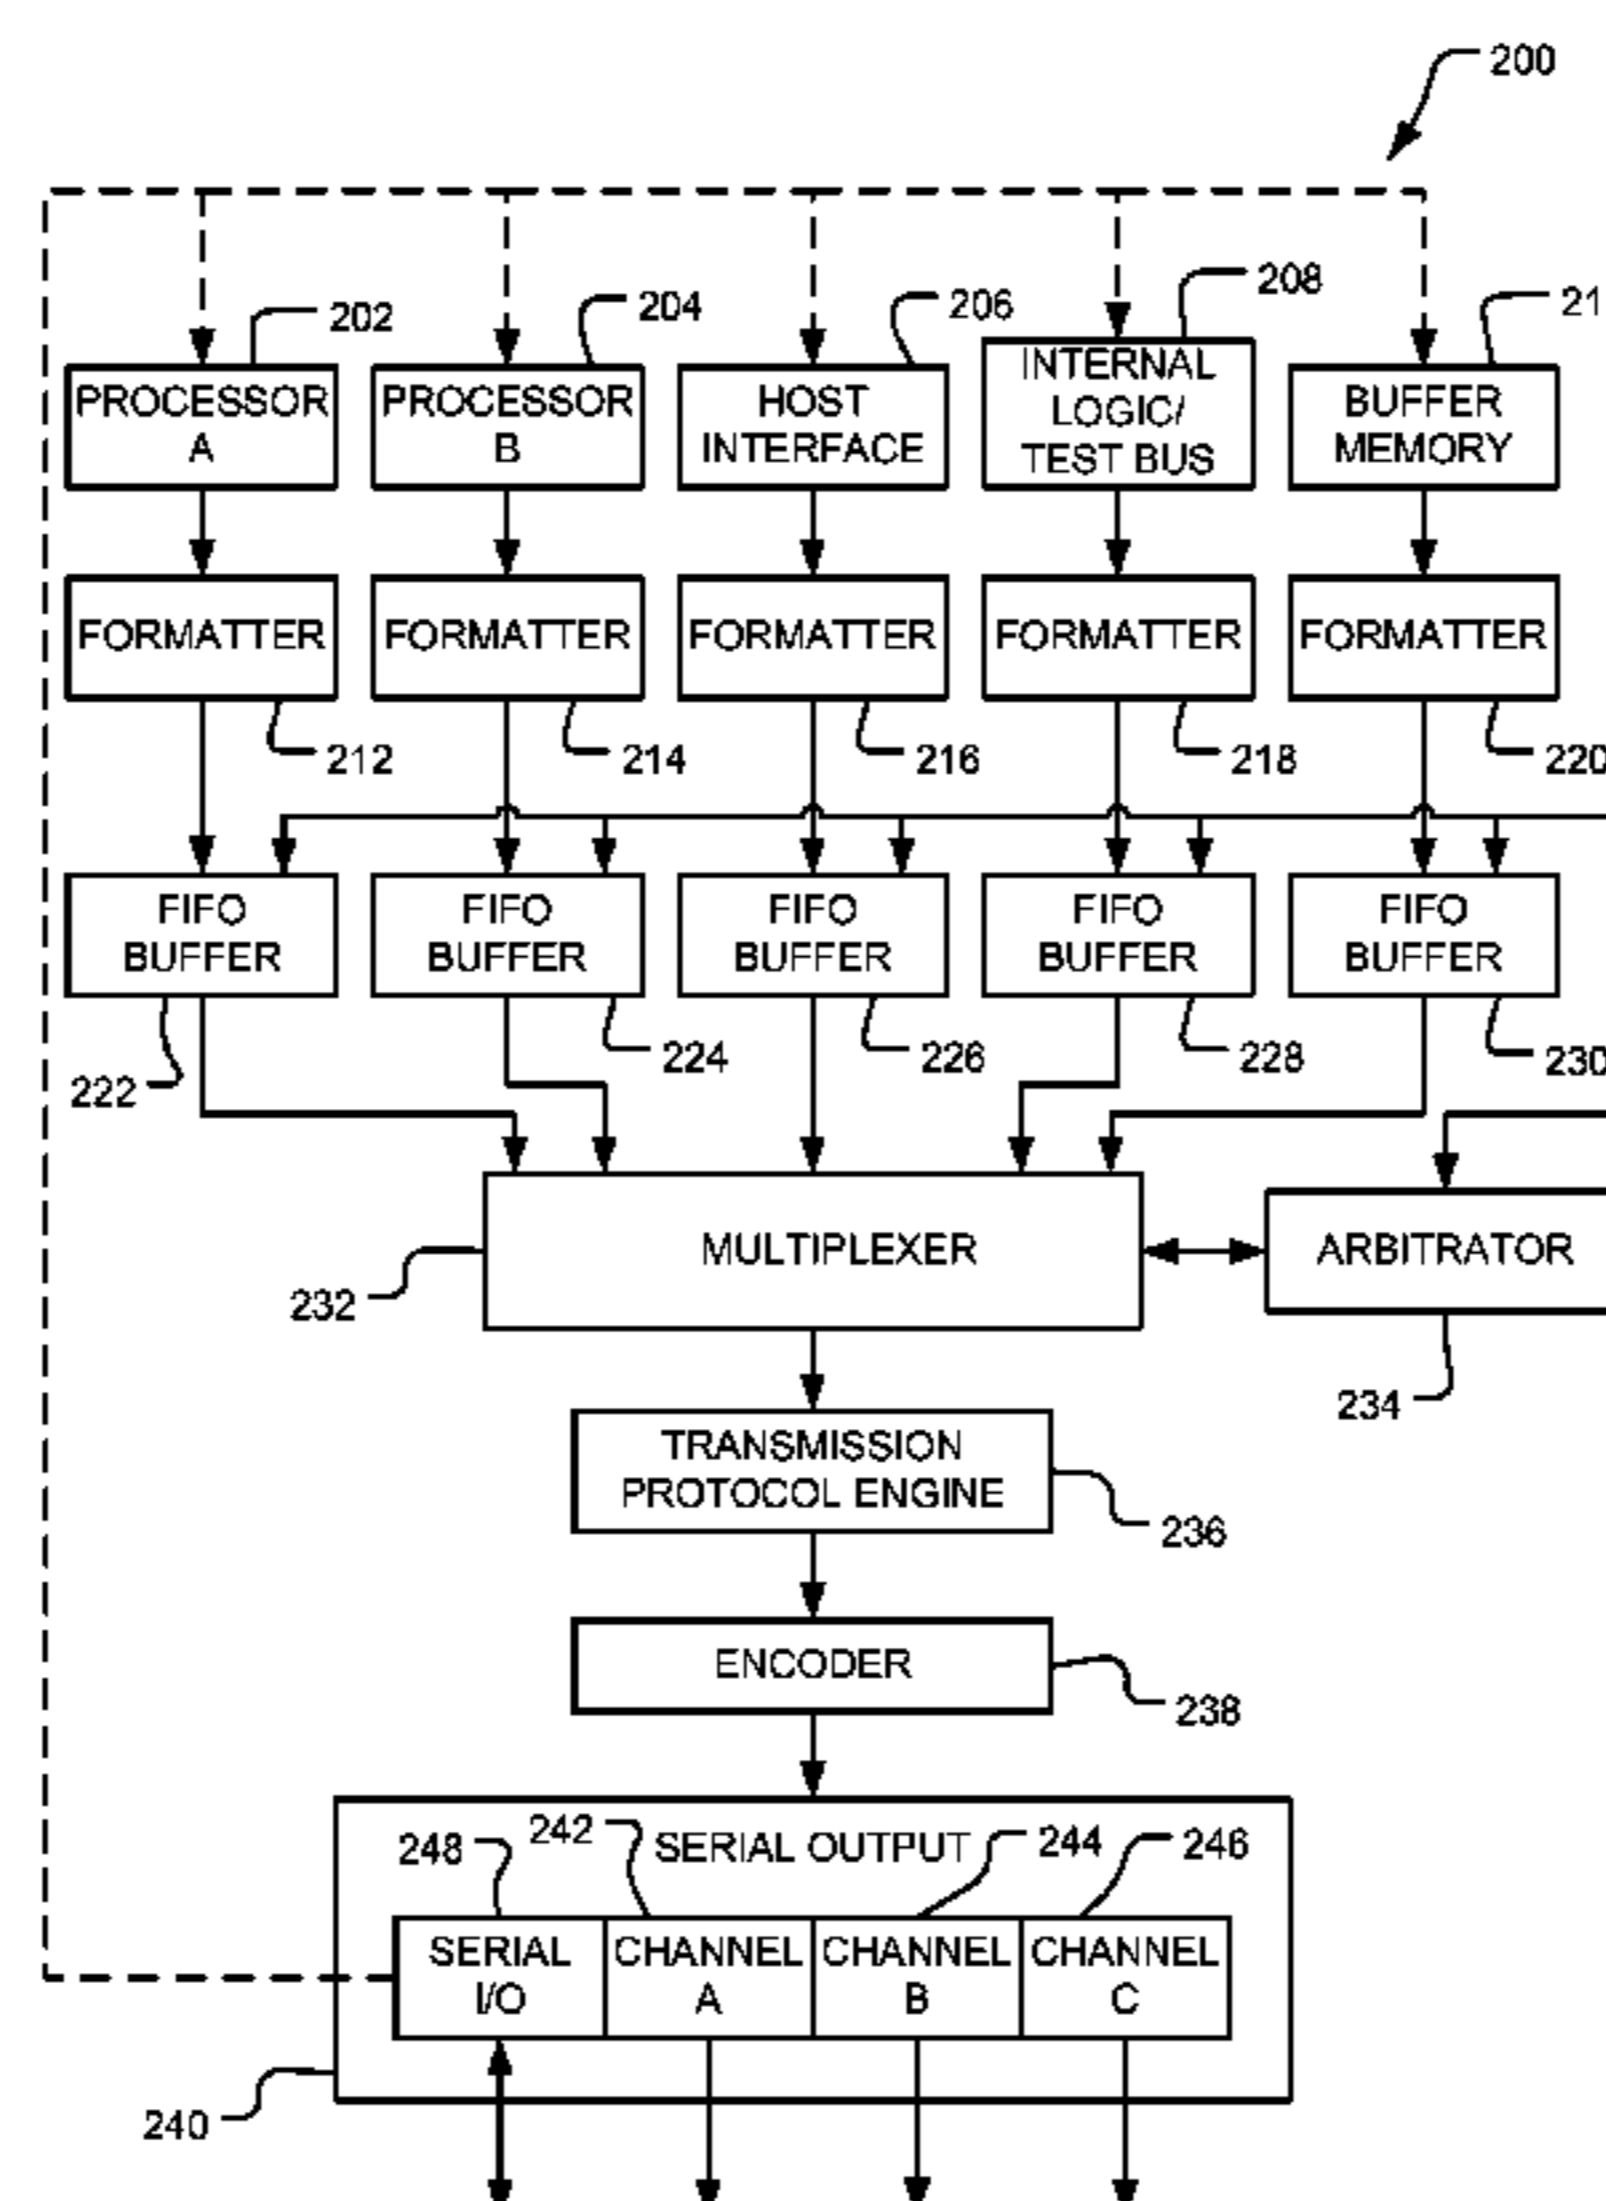 200
202
204
206
208
21
PROCESSOR
A
PROCESSOR
B
HOST
INTERFACE
INTERNAL
LOGIC/
TEST BUS
BUFFER
MEMORY
FORMATTER
FORMATTER
FORMATTER
FORMATTER
FORMATTER
212
214
216
218
220
FIFO
BUFFER
FIFO
BUFFER
FIFO
BUFFER
FIFO
BUFFER
FIFO
BUFFER
222
224
226
228
230
MULTIPLEXER
ARBITRATOR
232
234
TRANSMISSION
PROTOCOL ENGINE
236
ENCODER
238
248
242
SERIAL OUTPUT
244
246
SERIAL
I/O
CHANNEL
A
CHANNEL
B
CHANNEL
C
240